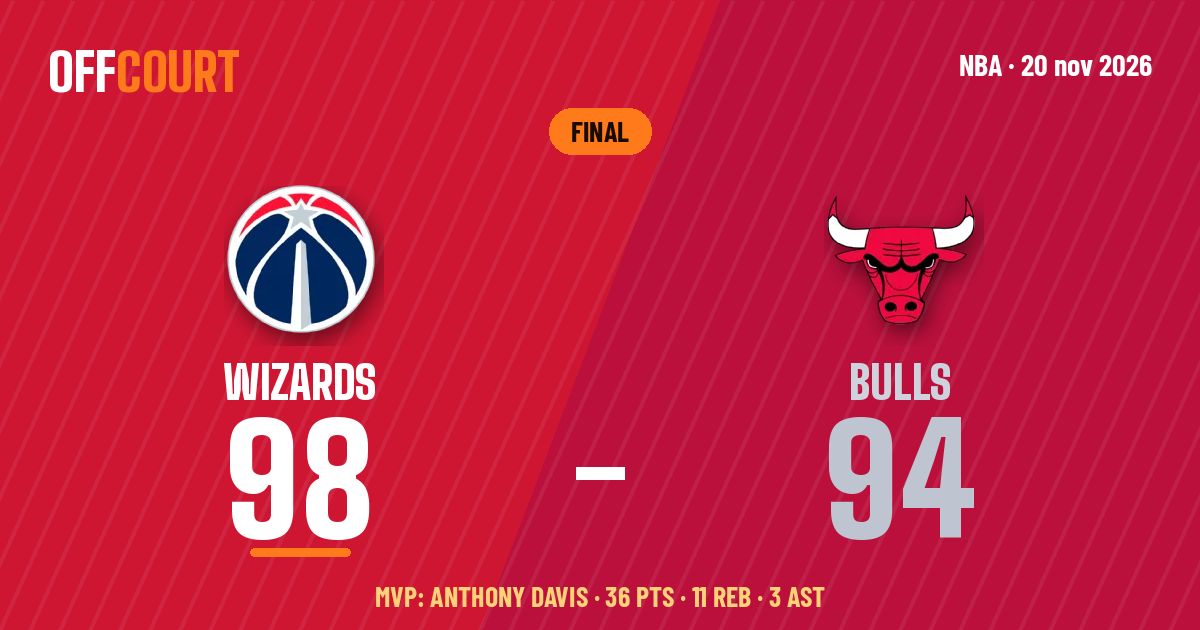 OFFCOURT
NBA · 20 nov 2026
FINAL
WIZARDS
BULLS
98 – 94
MVP: ANTHONY DAVIS · 36 PTS · 11 REB · 3 AST